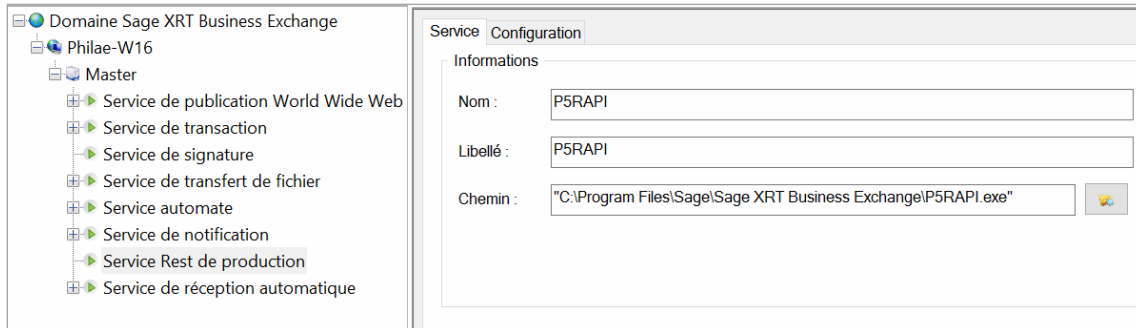 Domaine Sage XRT Business Exchange
Philae-W16
Master
Service de publication World Wide Web
Service de transaction
Service de signature
Service de transfert de fichier
Service automate
Service de notification
Service Rest de production
Service de réception automatique
Service
Configuration
Informations
Nom :
P5RAPI
Libellé :
P5RAPI
Chemin :
"C:\Program Files\Sage\Sage XRT Business Exchange\P5RAPI.exe"